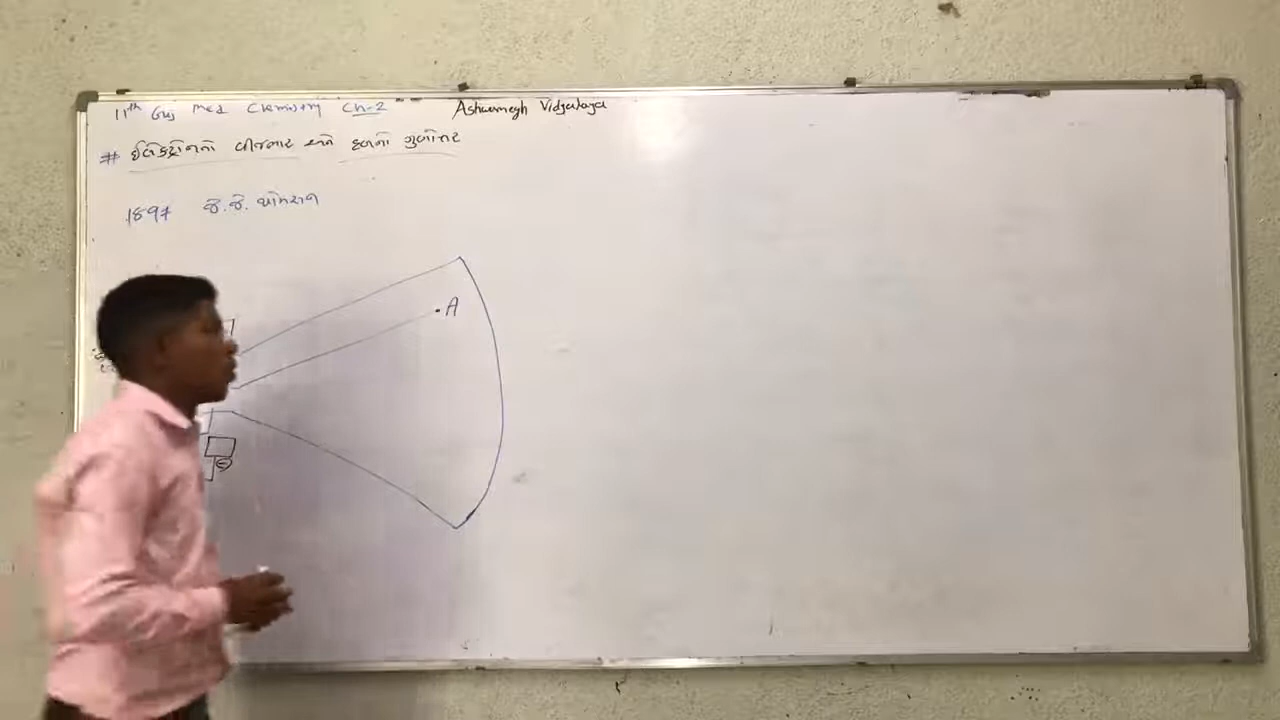 11th Guj Med Chemistry Ch-2 Ashwamegh Vidyalaya
# ઈલેક્ટ્રોનનો વીજભાર અને દળનો ગુણોત્તર
1897 જે.જે. થોમસન
A